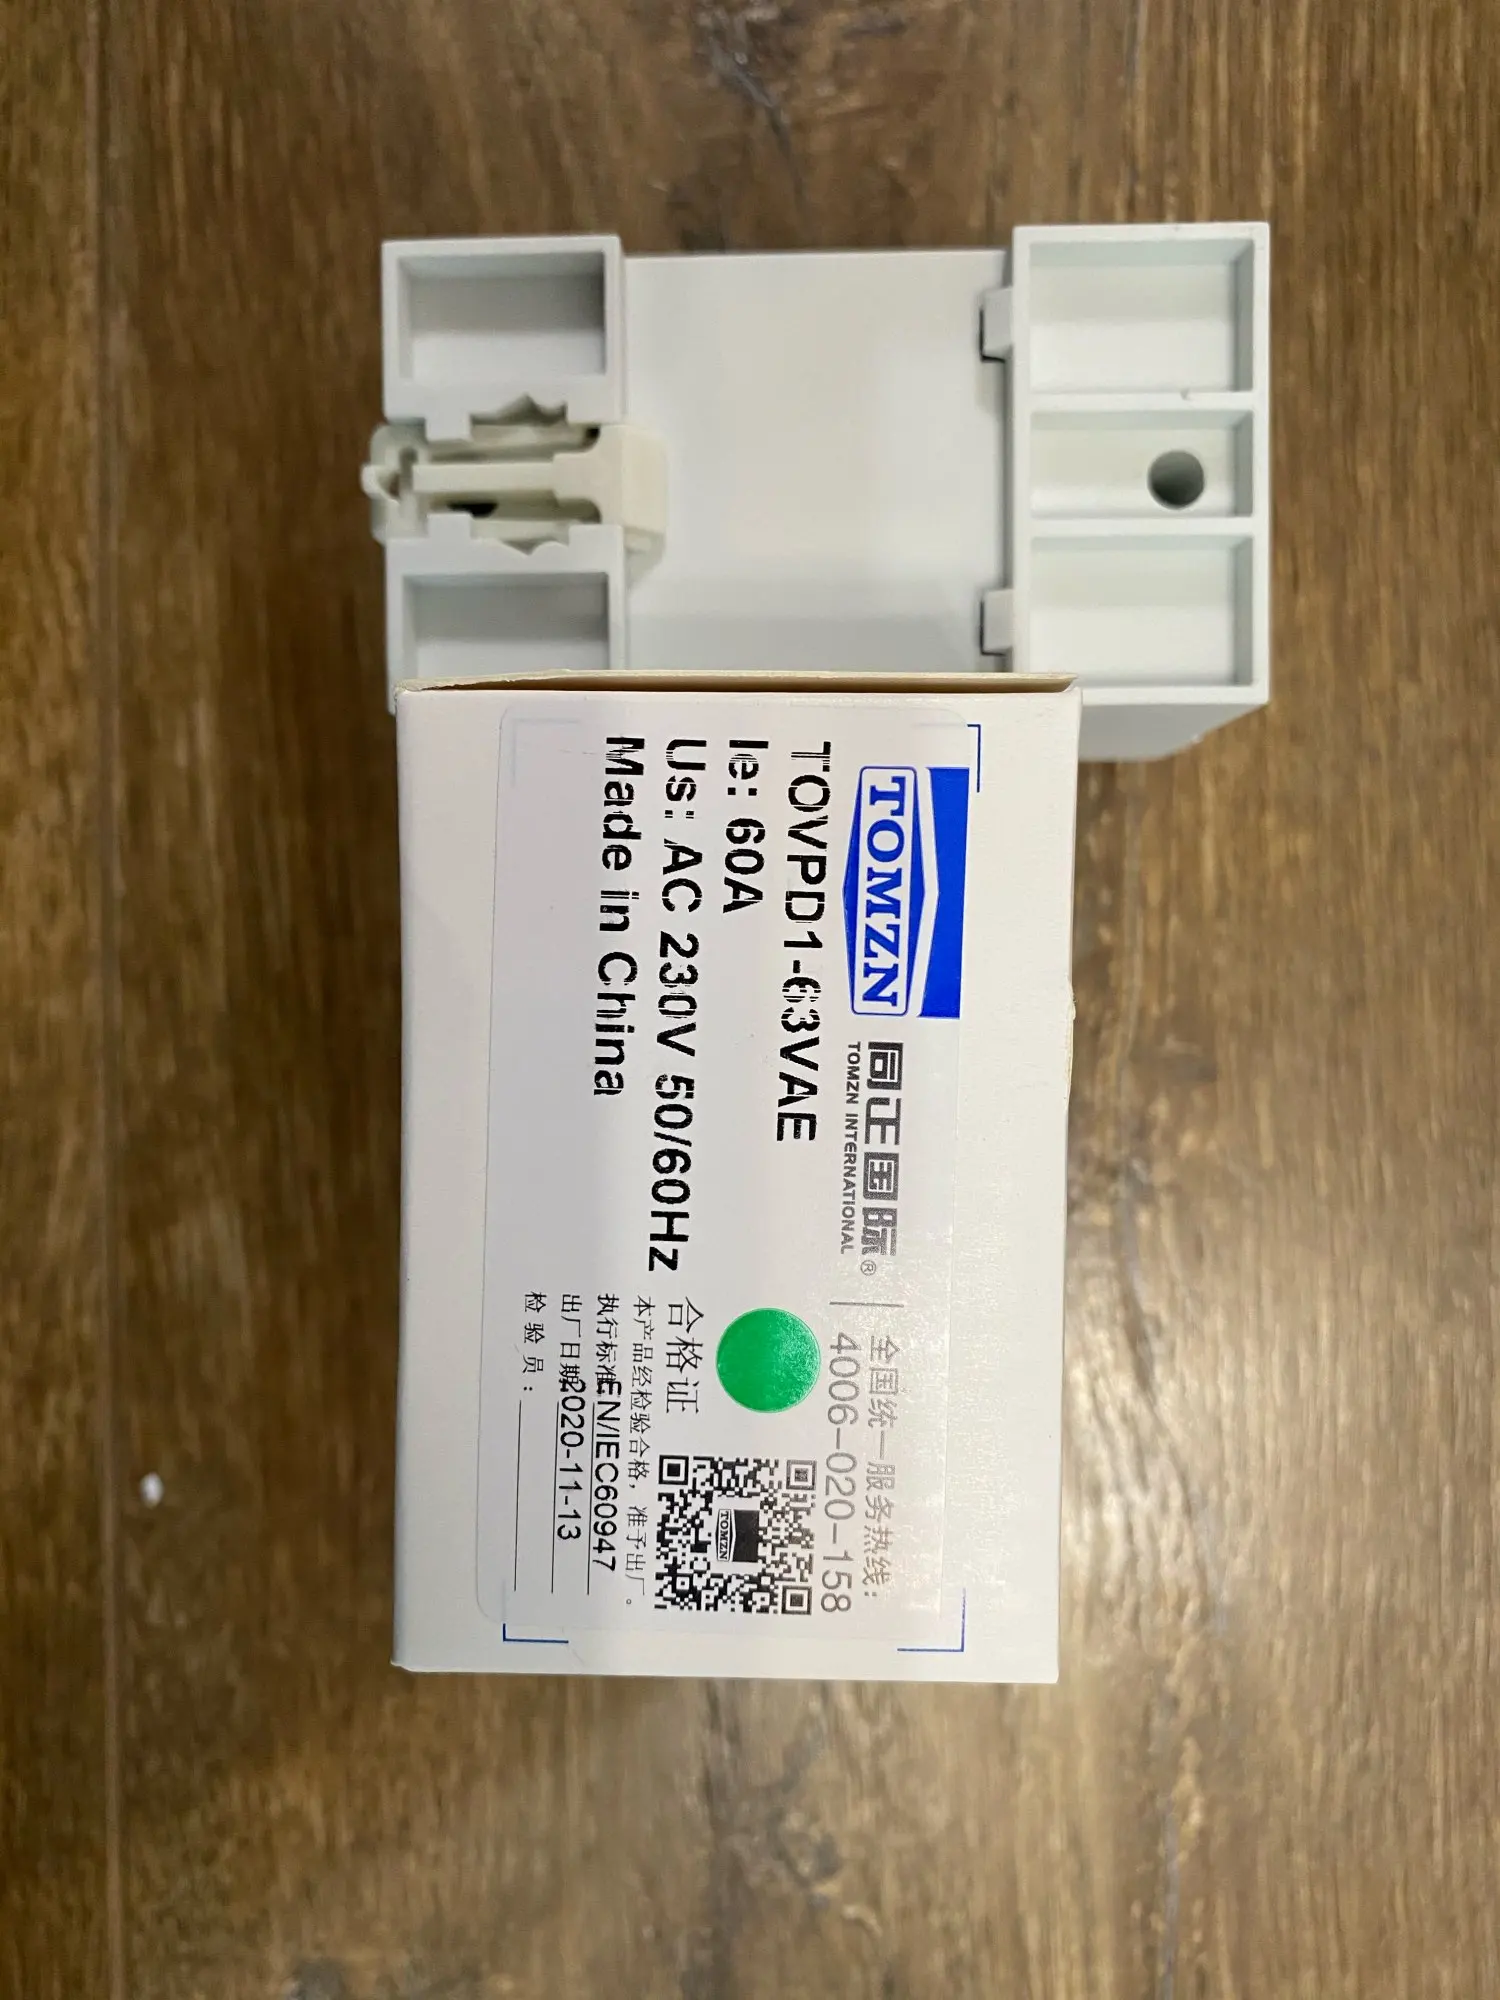 TOMZN
同正国际®
TOMZN INTERNATIONAL
全国统一服务热线:
4006-020-158
TOVPD1-63VAE
Ie: 60A
Us: AC 230V 50/60Hz
Made in China
合格证
本产品经检验合格，准予出厂。
执行标准:EN/IEC60947
出厂日期:2020-11-13
检验员:
TOMZN